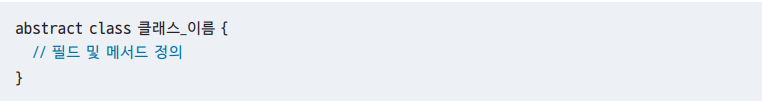 abstract class 클래스_이름 {
// 필드 및 메서드 정의
}